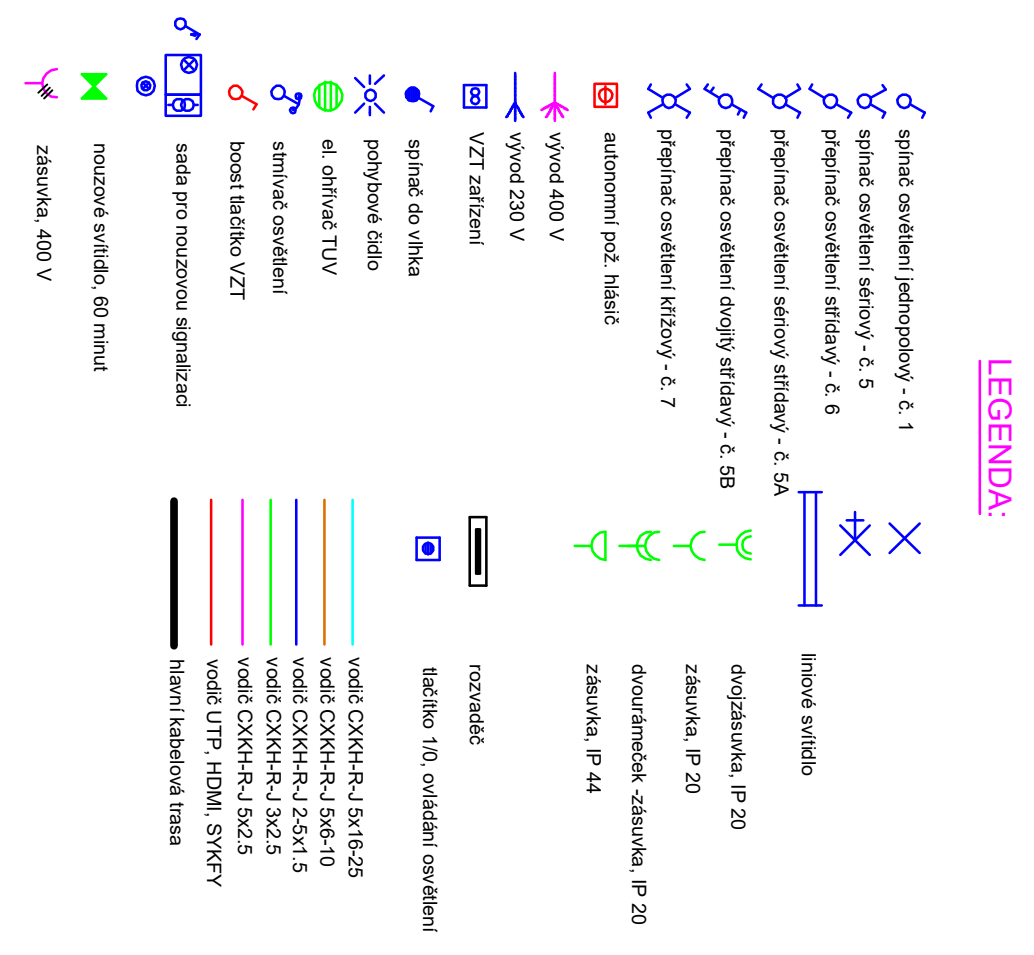 LEGENDA:
spínač osvětlení jednopolový - č. 1
spínač osvětlení sériový - č. 5
přepínač osvětlení střídavý - č. 6
přepínač osvětlení sériový střídavý - č. 5A
přepínač osvětlení dvojitý střídavý - č. 5B
přepínač osvětlení křížový - č. 7
autonomní pož. hlásič
vývod 400 V
vývod 230 V
VZT zařízení
spínač do vlhka
pohybové čidlo
el. ohřívač TUV
stmívač osvětlení
boost tlačítko VZT
sada pro nouzovou signalizaci
nouzové svítidlo, 60 minut
zásuvka, 400 V
liniové svítidlo
dvojzásuvka, IP 20
zásuvka, IP 20
dvourámeček -zásuvka, IP 20
zásuvka, IP 44
rozvaděč
tlačítko 1/0, ovládání osvětlení
vodič CXKH-R-J 5x16-25
vodič CXKH-R-J 5x6-10
vodič CXKH-R-J 2-5x1.5
vodič CXKH-R-J 3x2.5
vodič CXKH-R-J 5x2.5
vodič UTP, HDMI, SYKFY
hlavní kabelová trasa